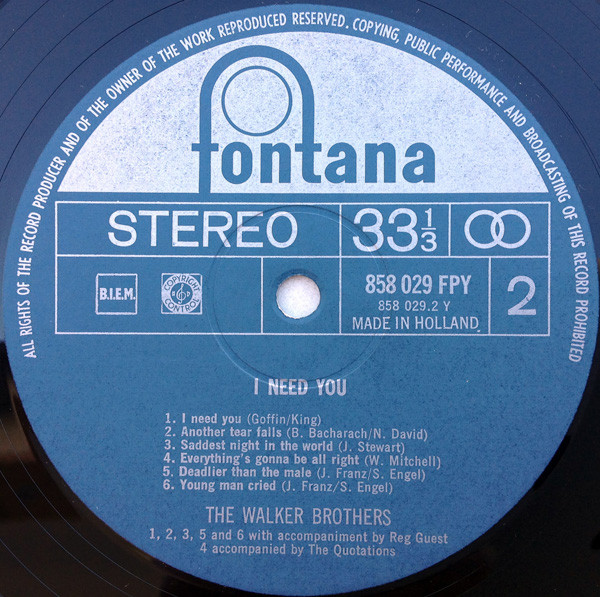 ALL RIGHTS OF THE RECORD PRODUCER AND OF THE OWNER OF THE WORK REPRODUCED RESERVED. COPYING, PUBLIC PERFORMANCE AND BROADCASTING OF THIS RECORD PROHIBITED
fontana
STEREO 33 1/3
B.I.E.M. COPYRIGHT CONTROL 858 029 FPY 2
858 029.2 Y
MADE IN HOLLAND
I NEED YOU
1. I need you (Goffin/King)
2. Another tear falls (B. Bacharach/N. David)
3. Saddest night in the world (J. Stewart)
4. Everything's gonna be all right (W. Mitchell)
5. Deadlier than the male (J. Franz/S. Engel)
6. Young man cried (J. Franz/S. Engel)
THE WALKER BROTHERS
1, 2, 3, 5 and 6 with accompaniment by Reg Guest
4 accompanied by The Quotations